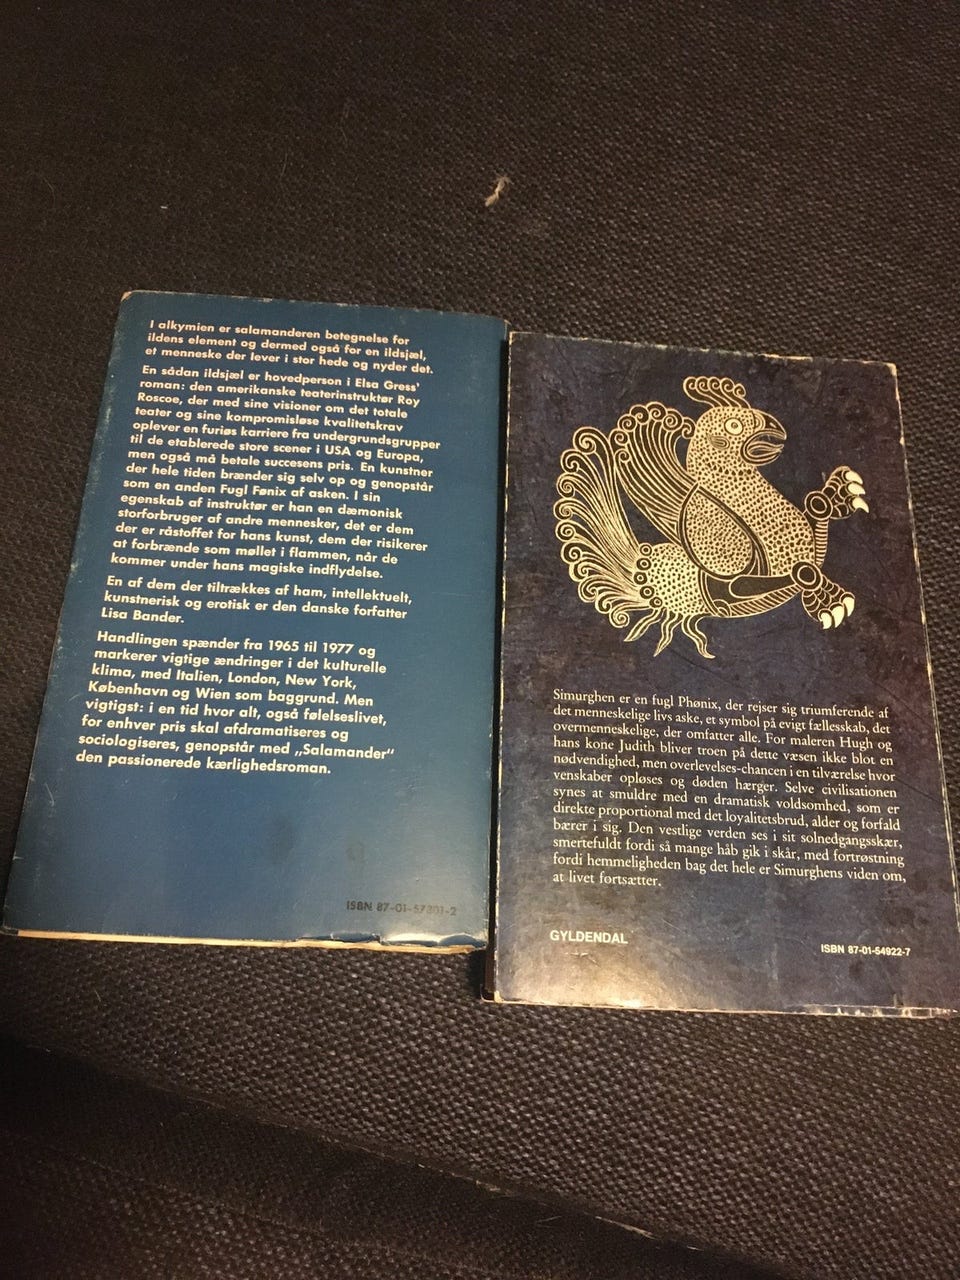 I alkymien er salamanderen betegnelse for
ildens element og dermed også for en ildsjæl,
et menneske der lever i stor hede og nyder det.
En sådan ildsjæl er hovedperson i Elsa Gress'
roman: den amerikanske teaterinstruktør Roy
Roscoe, der med sine visioner om det totale
teater og sine kompromisløse kvalitetskrav
oplever en furiøs karriere fra undergrundsgrupper
til de etablerede store scener i USA og Europa,
men også må betale succesens pris. En kunstner
der hele tiden brænder sig selv op og genopstår
som en anden Fugl Fønix af asken. I sin
egenskab af instruktør er han en dæmonisk
storforbruger af andre mennesker, det er dem
der er råstoffet for hans kunst, dem der risikerer
at forbrænde som møllet i flammen, når de
kommer under hans magiske indflydelse.
En af dem der tiltrækkes af ham, intellektuelt,
kunstnerisk og erotisk er den danske forfatter
Lisa Bander.
Handlingen spænder fra 1965 til 1977 og
markerer vigtige ændringer i det kulturelle
klima, med Italien, London, New York,
København og Wien som baggrund. Men
vigtigst: i en tid hvor alt, også følelseslivet,
for enhver pris skal afdramatiseres og
sociologiseres, genopstår med „Salamander"
den passionerede kærlighedsroman.
ISBN 87-01-57801-2
Simurghen er en fugl Phønix, der rejser sig triumferende af
det menneskelige livs aske, et symbol på evigt fællesskab, det
overmenneskelige, der omfatter alle. For maleren Hugh og
hans kone Judith bliver troen på dette væsen ikke blot en
nødvendighed, men overlevelses-chancen i en tilværelse hvor
venskaber opløses og døden hærger. Selve civilisationen
synes at smuldre med en dramatisk voldsomhed, som er
direkte proportional med det loyalitetsbrud, alder og forfald
bærer i sig. Den vestlige verden ses i sit solnedgangsskær,
smertefuldt fordi så mange håb gik i skår, med fortrøstning
fordi hemmeligheden bag det hele er Simurghens viden om,
at livet fortsætter.
GYLDENDAL
ISBN 87-01-54922-7